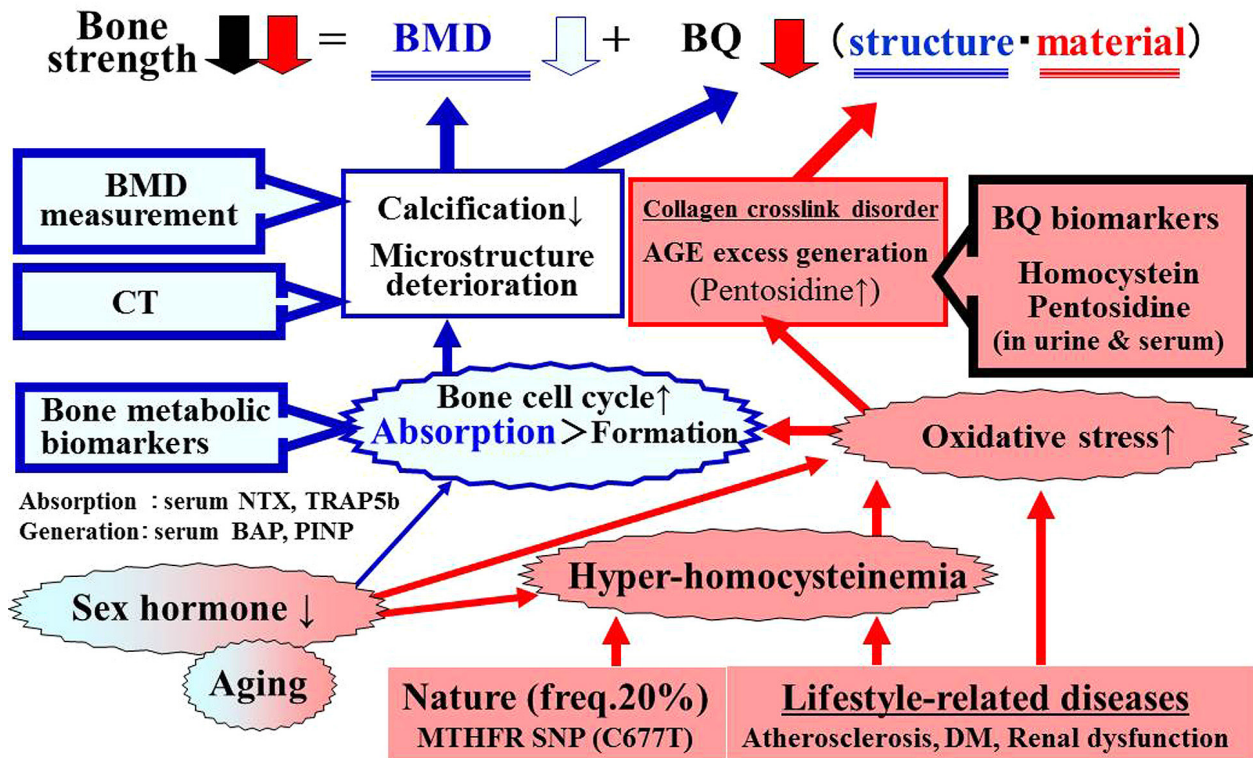 Bone strength = BMD + BQ (structure・material)
BMD
measurement
CT
Calcification↓
Microstructure
deterioration
Collagen crosslink disorder
AGE excess generation
(Pentosidine↑)
BQ biomarkers
Homocystein
Pentosidine
(in urine & serum)
Bone metabolic
biomarkers
Bone cell cycle↑
Absorption＞Formation
Oxidative stress↑
Absorption : serum NTX, TRAP5b
Generation: serum BAP, PINP
Sex hormone ↓
Aging
Hyper-homocysteinemia
Nature (freq.20%)
MTHFR SNP (C677T)
Lifestyle-related diseases
Atherosclerosis, DM, Renal dysfunction